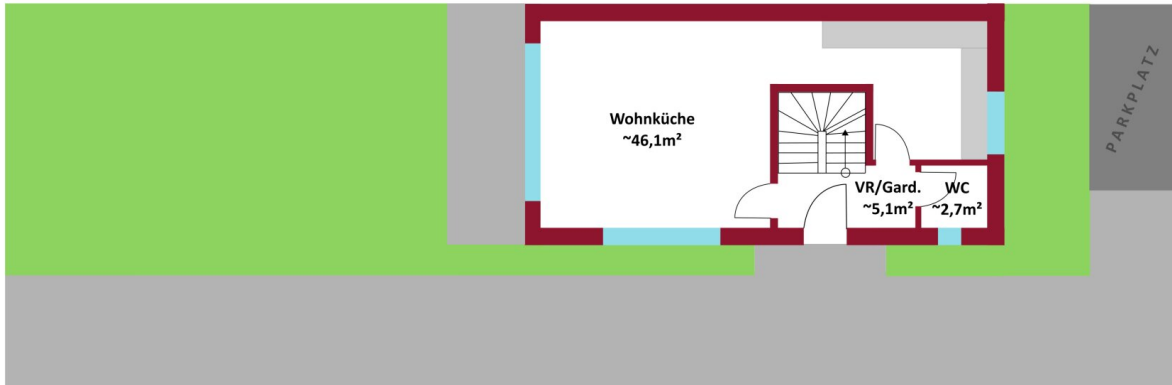 Wohnküche
~46,1m²
VR/Gard.
~5,1m²
WC
~2,7m²
PARKPLATZ